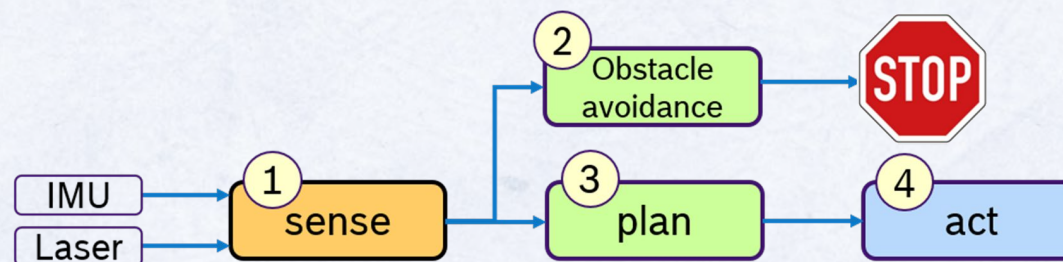 2
Obstacle
avoidance
STOP
IMU
Laser
1
sense
3
plan
4
act